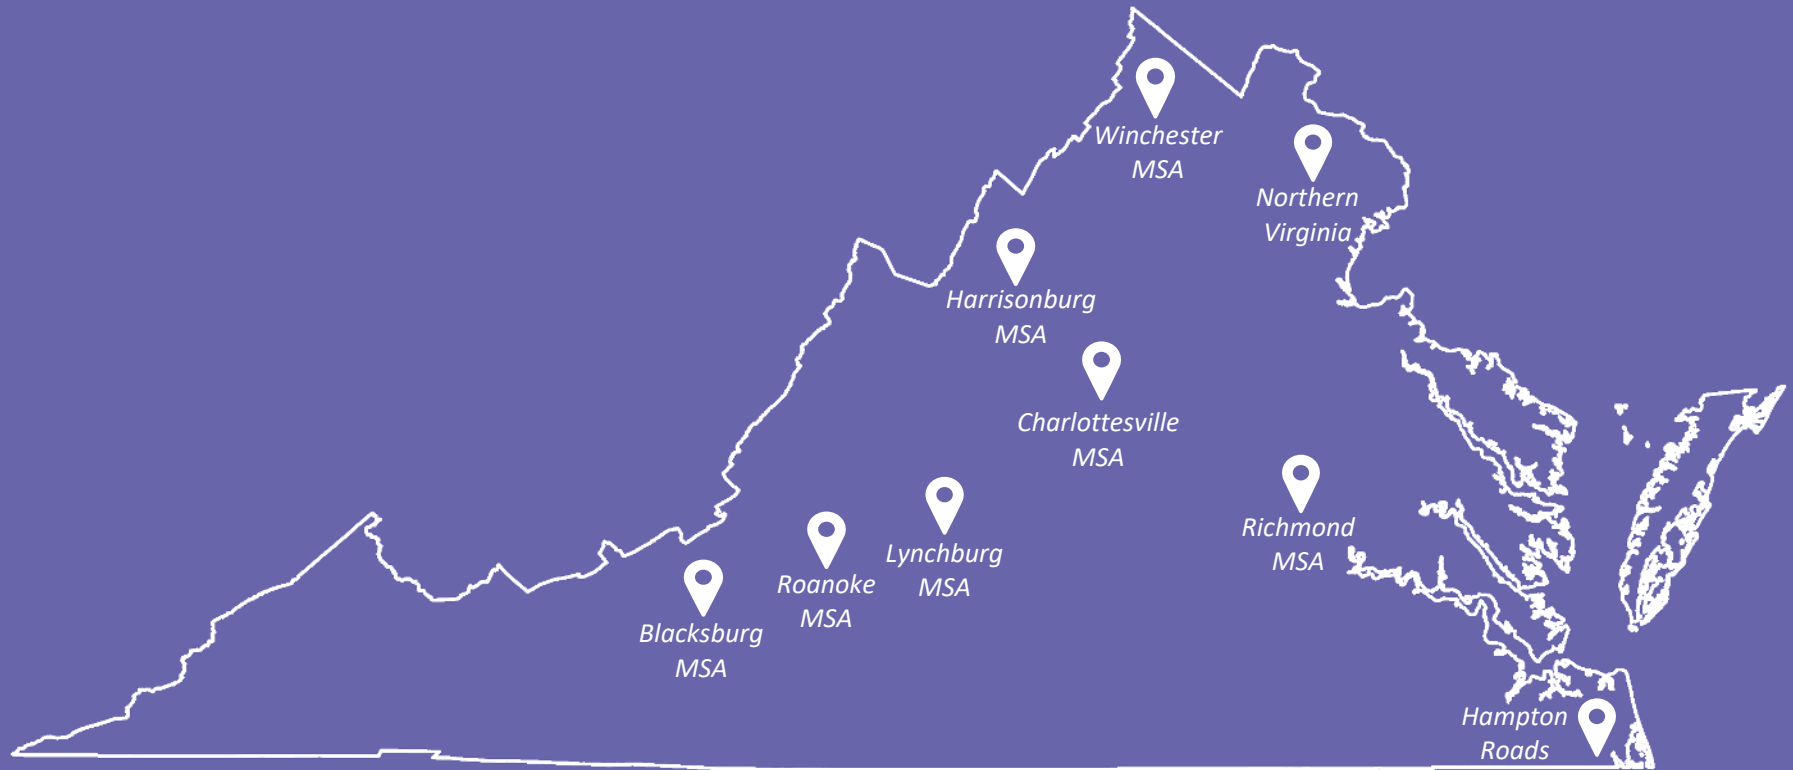 Winchester
MSA
Northern
Virginia
Harrisonburg
MSA
Charlottesville
MSA
Richmond
MSA
Lynchburg
MSA
Roanoke
MSA
Blacksburg
MSA
Hampton
Roads